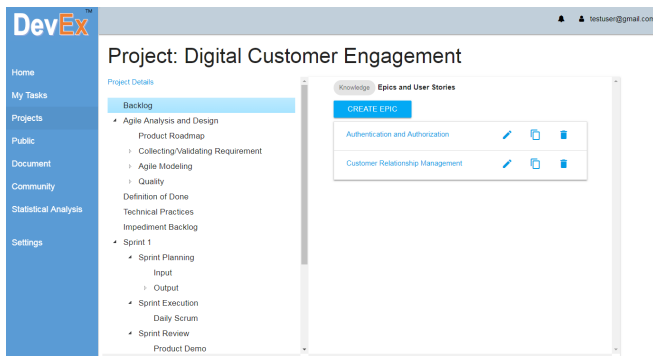 DevEx™
testuser@gmail.com
Project: Digital Customer Engagement
Home
My Tasks
Projects
Public
Document
Community
Statistical Analysis
Settings
Project Details
Backlog
Agile Analysis and Design
Product Roadmap
Collecting/Validating Requirement
Agile Modeling
Quality
Definition of Done
Technical Practices
Impediment Backlog
Sprint 1
Sprint Planning
Input
Output
Sprint Execution
Daily Scrum
Sprint Review
Product Demo
Knowledge Epics and User Stories
CREATE EPIC
Authentication and Authorization
Customer Relationship Management